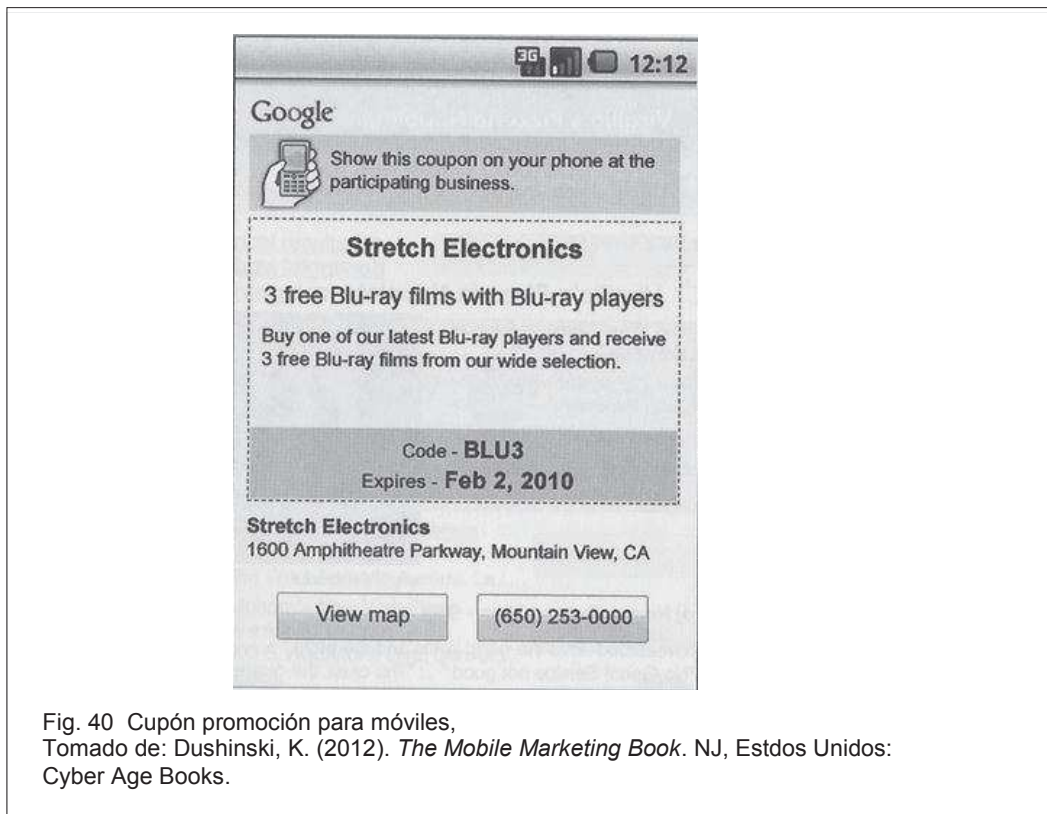 3G 12:12
Google
Show this coupon on your phone at the
participating business.
Stretch Electronics
3 free Blu-ray films with Blu-ray players
Buy one of our latest Blu-ray players and receive
3 free Blu-ray films from our wide selection.
Code - BLU3
Expires - Feb 2, 2010
Stretch Electronics
1600 Amphitheatre Parkway, Mountain View, CA
View map (650) 253-0000
Fig. 40 Cupón promoción para móviles,
Tomado de: Dushinski, K. (2012). The Mobile Marketing Book. NJ, Estdos Unidos:
Cyber Age Books.